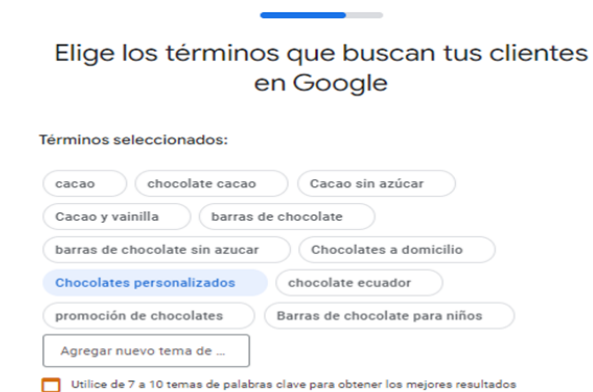 Elige los términos que buscan tus clientes
en Google
Términos seleccionados:
cacao chocolate cacao Cacao sin azúcar
Cacao y vainilla barras de chocolate
barras de chocolate sin azucar Chocolates a domicilio
Chocolates personalizados chocolate ecuador
promoción de chocolates Barras de chocolate para niños
Agregar nuevo tema de ...
Utilice de 7 a 10 temas de palabras clave para obtener los mejores resultados